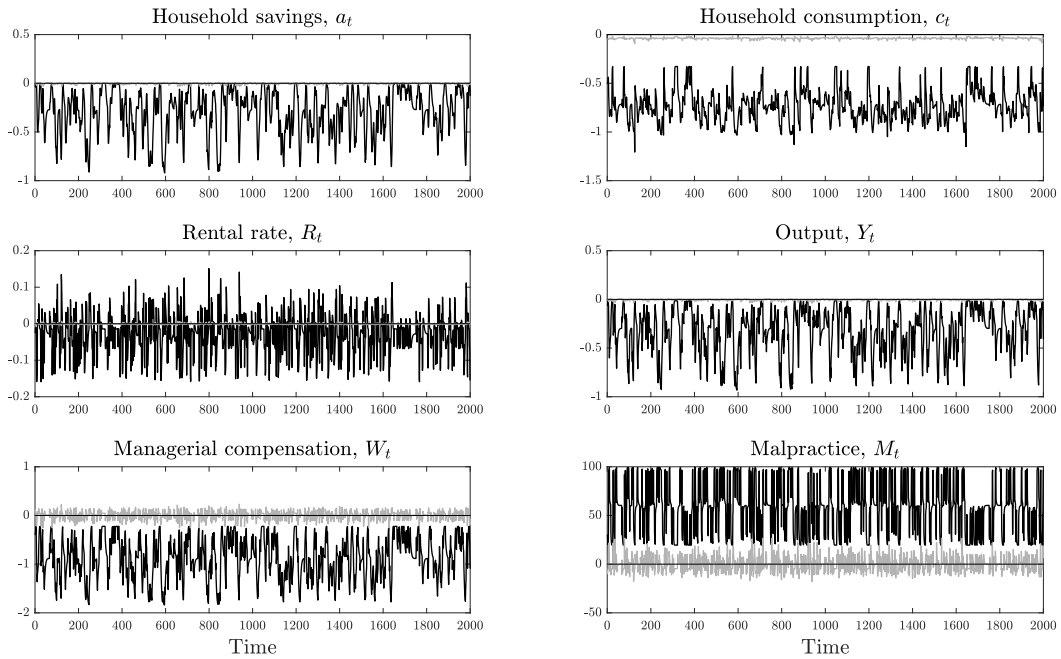 Household savings, a_t
0.5
0
-0.5
-1
0 200 400 600 800 1000 1200 1400 1600 1800 2000
Household consumption, c_t
0
-0.5
-1
-1.5
0 200 400 600 800 1000 1200 1400 1600 1800 2000
Rental rate, R_t
0.2
0.1
0
-0.1
-0.2
0 200 400 600 800 1000 1200 1400 1600 1800 2000
Output, Y_t
0.5
0
-0.5
-1
0 200 400 600 800 1000 1200 1400 1600 1800 2000
Managerial compensation, W_t
1
0
-1
-2
0 200 400 600 800 1000 1200 1400 1600 1800 2000
Time
Malpractice, M_t
100
50
0
-50
0 200 400 600 800 1000 1200 1400 1600 1800 2000
Time